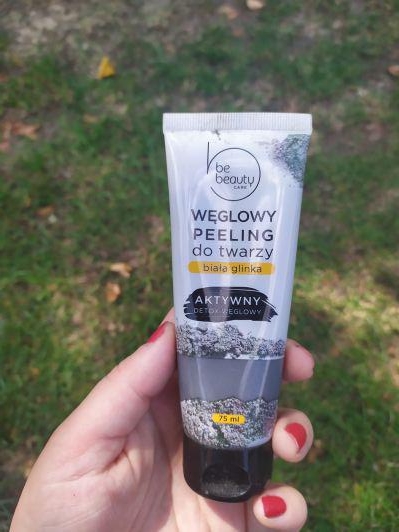 be
beauty
CARE
WĘGLOWY
PEELING
do twarzy
biała glinka
AKTYWNY
DETOX WĘGLOWY
75 ml